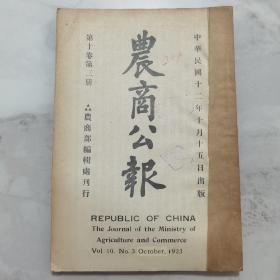 中華民國十二年十月十五日出版
農商公報
第十卷第三册
農商部編輯處刊行
REPUBLIC OF CHINA
The Journal of the Ministry of
Agriculture and Commerce
Vol. 10. No. 3 October, 1923